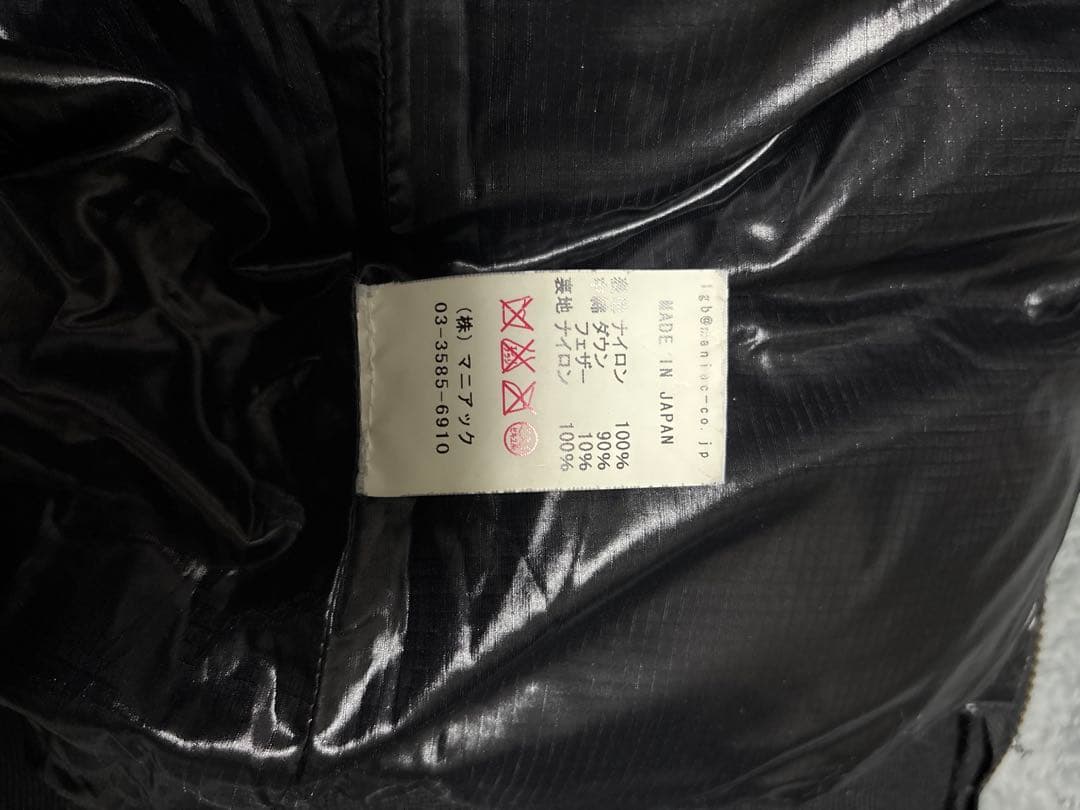 lgb@maniac-co.jp
MADE IN JAPAN
ナイロン 100%
ダウン 90%
フェザー 10%
裏地 ナイロン 100%
(株) マニアック
03-3585-6910